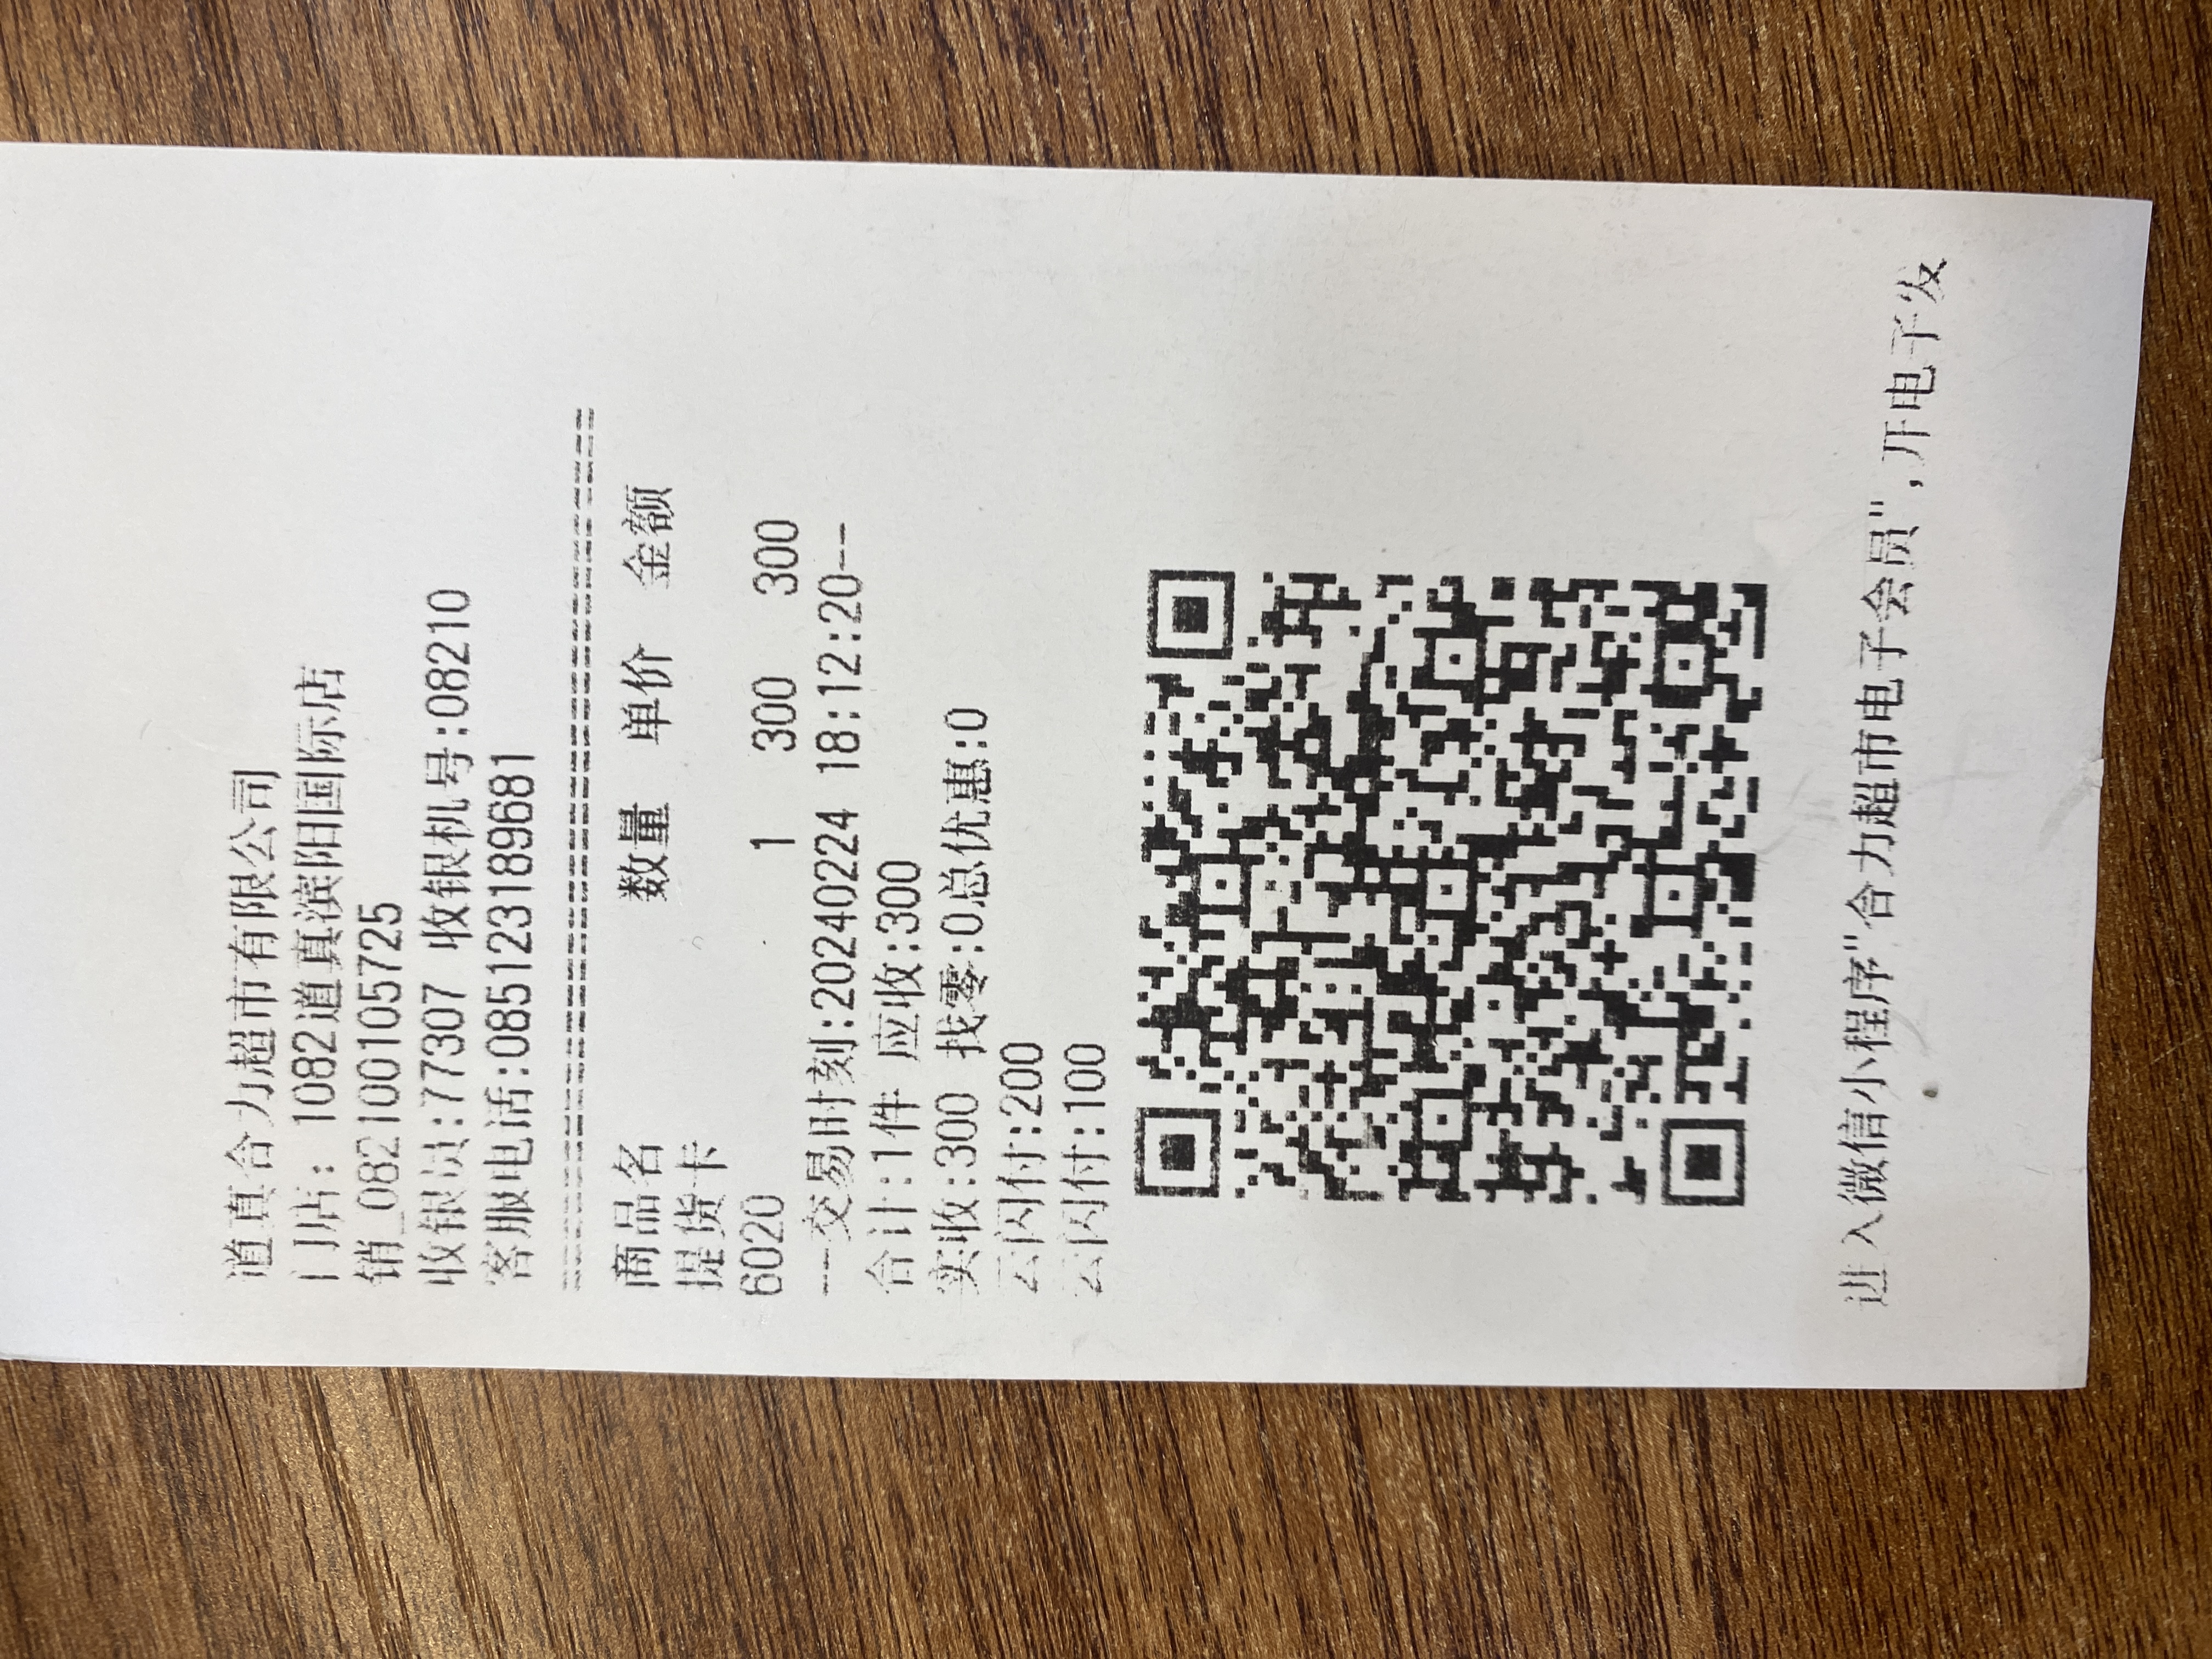 道真合力超市有限公司
门店: 1082道真滨阳国际店
销_0821001057​25
收银员:77307 收银机号:08210
客服电话:085123189681
================================
商品名 数量 单价 金额
提货卡
6020 1 300 300
---交易时刻:20240224 18:12:20--
合计:1件 应收:300
实收:300 找零:0总优惠:0
云闪付:200
云闪付:100
进入微信小程序"合力超市电子会员",开电子发